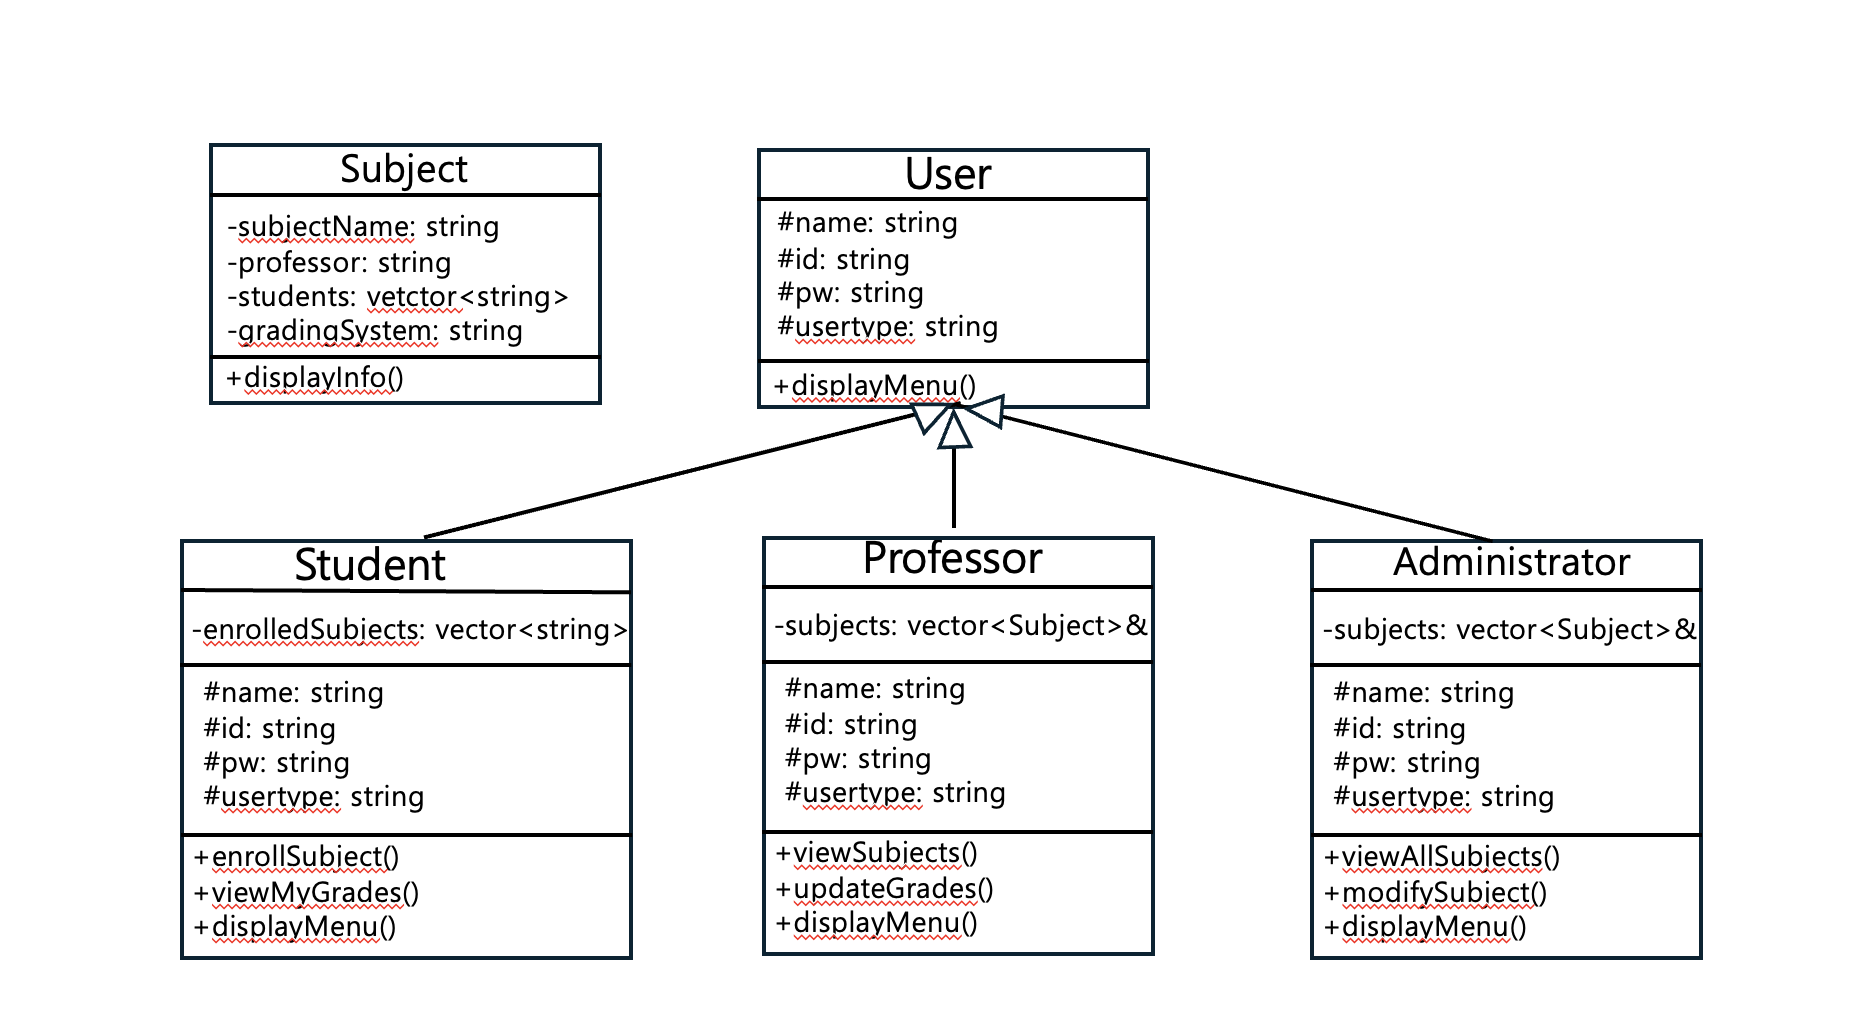 Subject
-subjectName: string
-professor: string
-students: vetctor<string>
-gradingSystem: string
+displayInfo()
User
#name: string
#id: string
#pw: string
#usertype: string
+displayMenu()
Student
-enrolledSubjects: vector<string>
#name: string
#id: string
#pw: string
#usertype: string
+enrollSubject()
+viewMyGrades()
+displayMenu()
Professor
-subjects: vector<Subject>&
#name: string
#id: string
#pw: string
#usertype: string
+viewSubjects()
+updateGrades()
+displayMenu()
Administrator
-subjects: vector<Subject>&
#name: string
#id: string
#pw: string
#usertype: string
+viewAllSubjects()
+modifySubject()
+displayMenu()